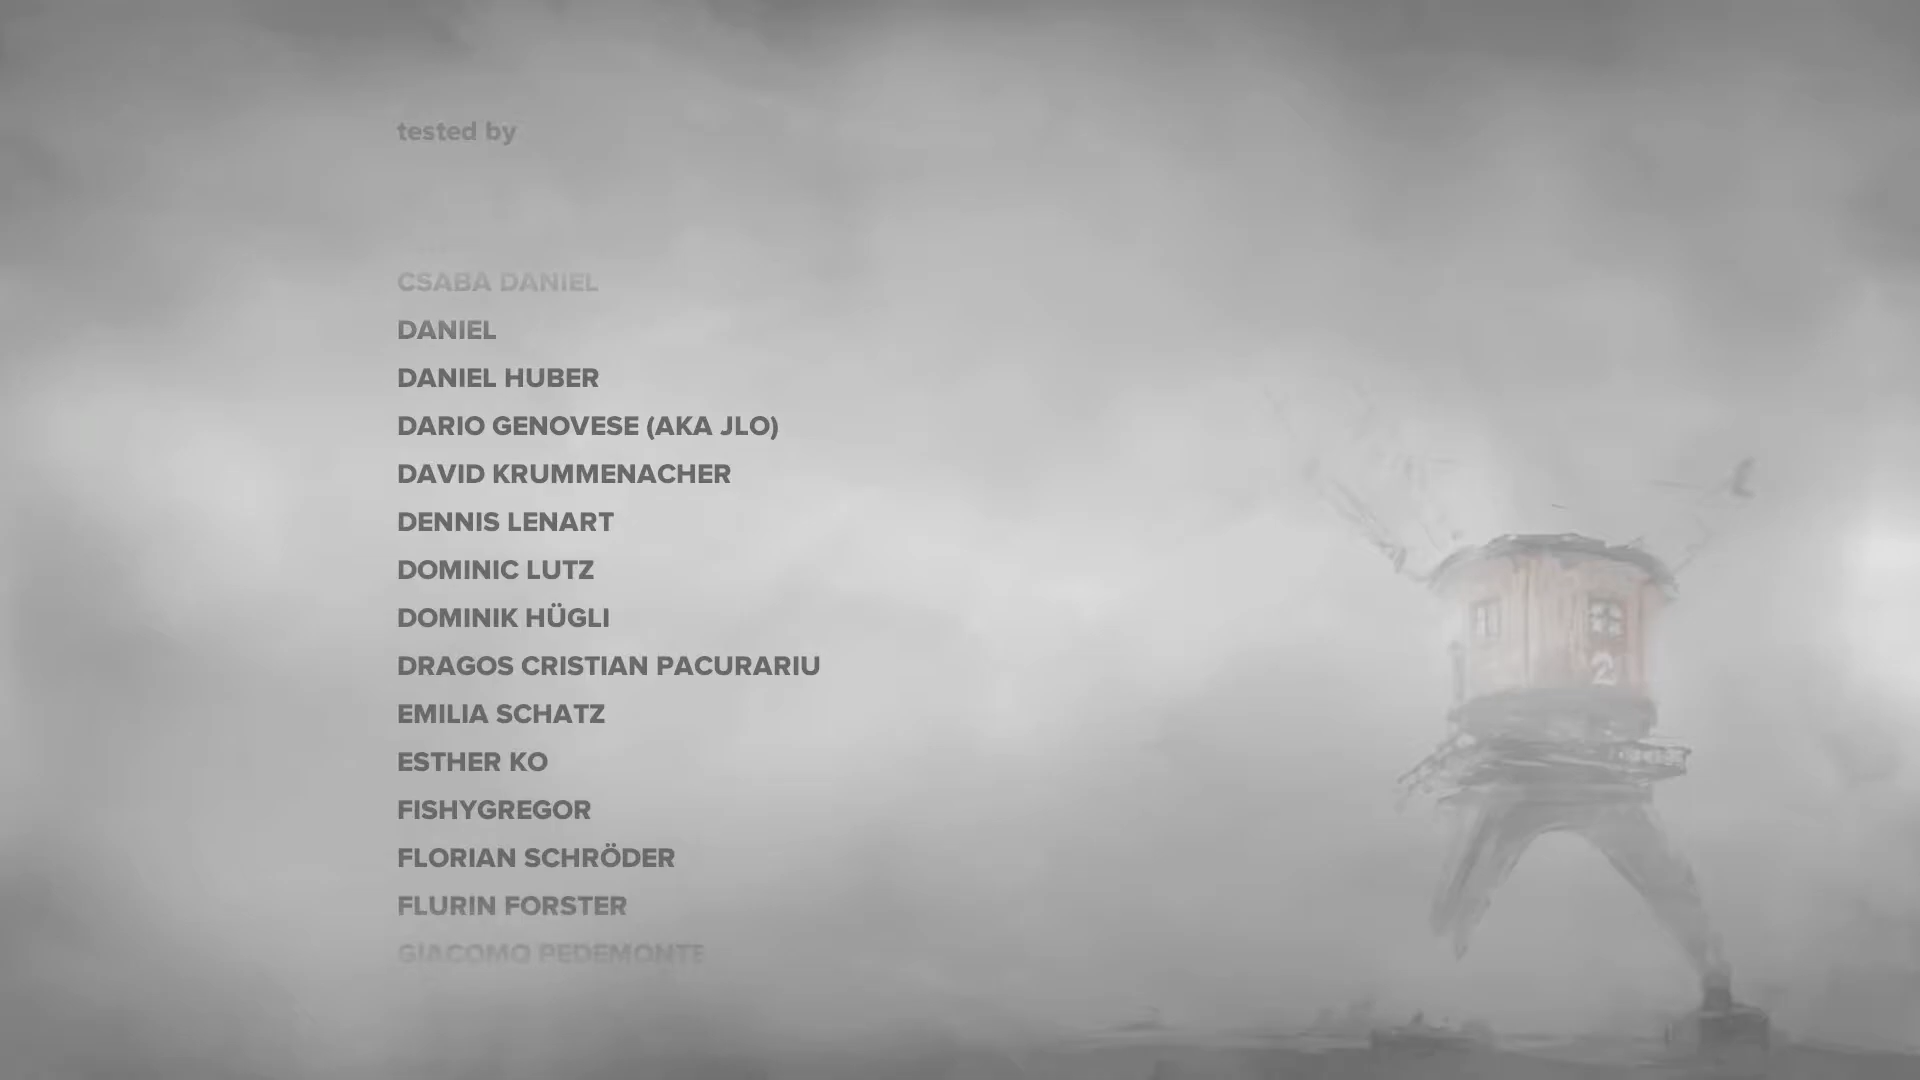 tested by
CSABA DANIEL
DANIEL
DANIEL HUBER
DARIO GENOVESE (AKA JLO)
DAVID KRUMMENACHER
DENNIS LENART
DOMINIC LUTZ
DOMINIK HÜGLI
DRAGOS CRISTIAN PACURARIU
EMILIA SCHATZ
ESTHER KO
FISHYGREGOR
FLORIAN SCHRÖDER
FLURIN FORSTER
GIACOMO PEDEMONTE
2